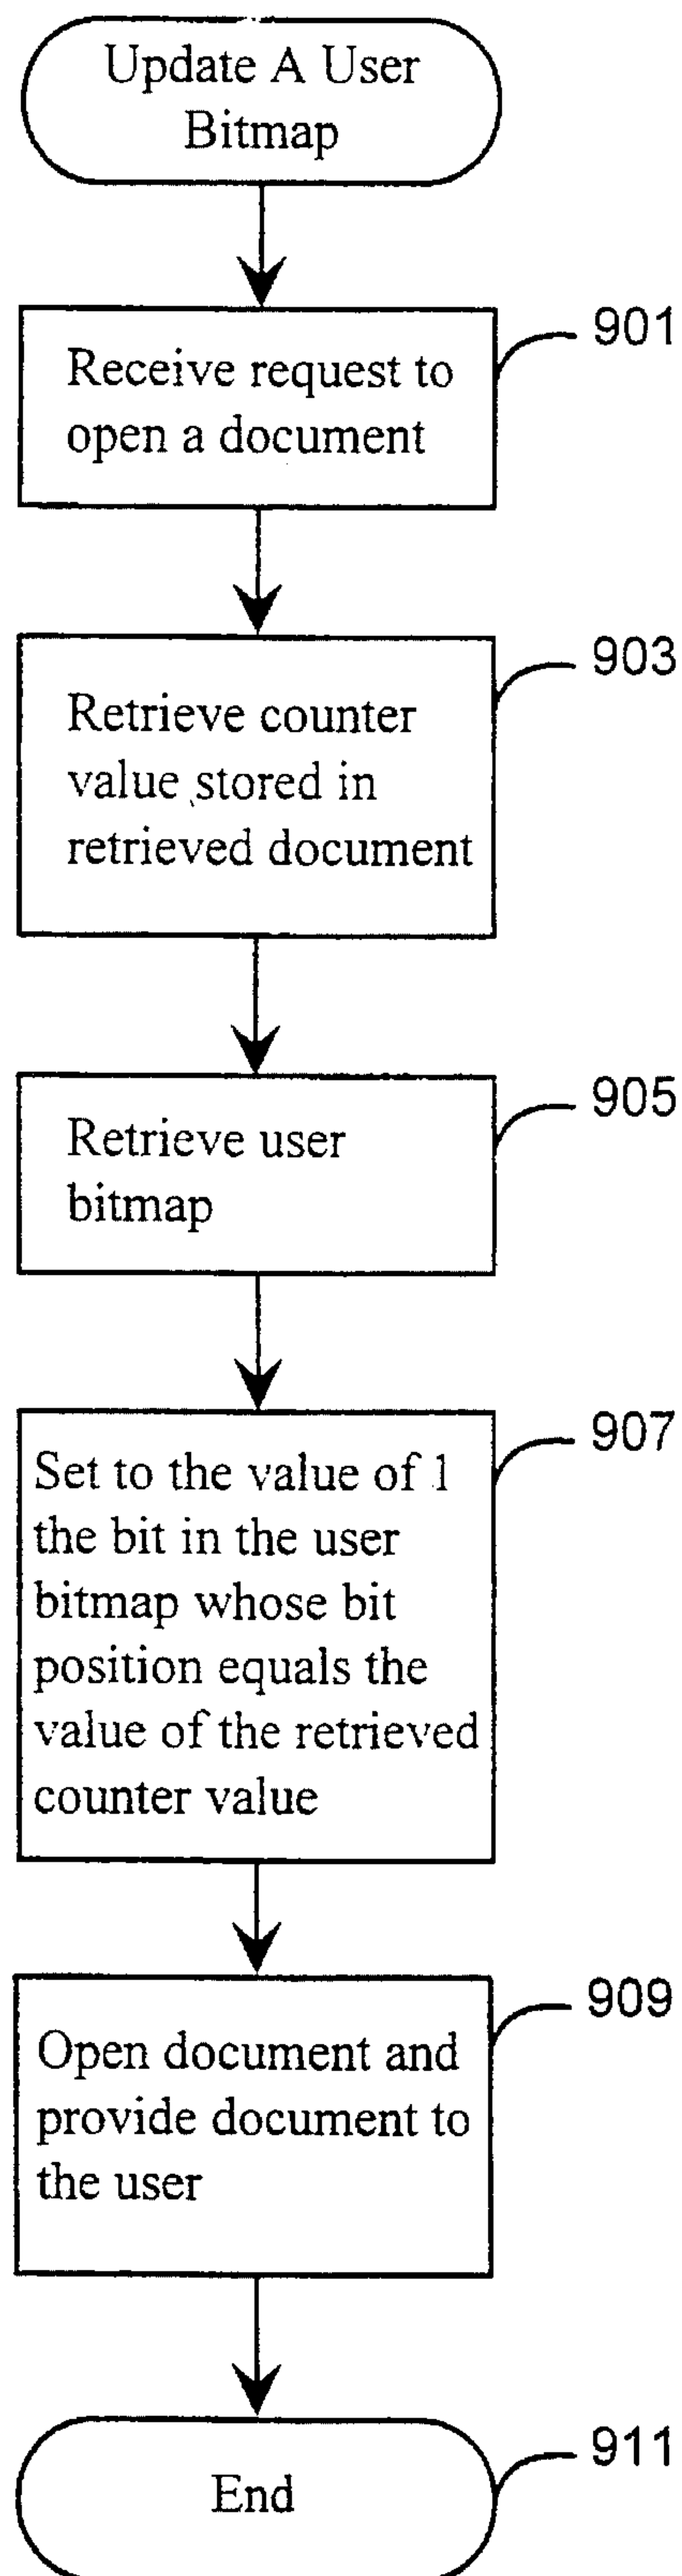 Update A User
Bitmap
901
Receive request to
open a document
903
Retrieve counter
value stored in
retrieved document
905
Retrieve user
bitmap
907
Set to the value of 1
the bit in the user
bitmap whose bit
position equals the
value of the retrieved
counter value
909
Open document and
provide document to
the user
911
End